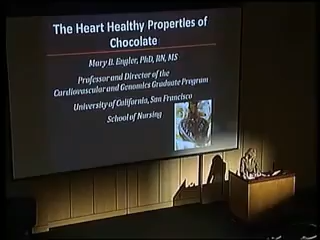 The Heart Healthy Properties of
Chocolate
Mary B. Engler, PhD, RN, MS
Professor and Director of the
Cardiovascular and Genomics Graduate Program
University of California, San Francisco
School of Nursing